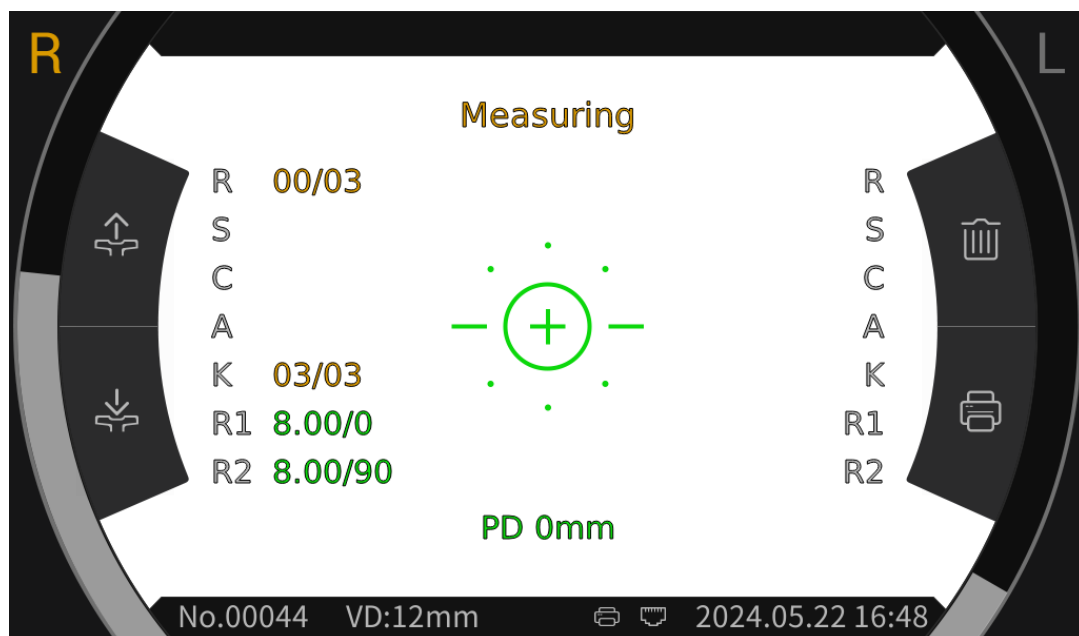 R L
Measuring
R 00/03 R
S S
C C
A A
K 03/03 K
R1 8.00/0 R1
R2 8.00/90 R2
PD 0mm
No.00044 VD:12mm 2024.05.22 16:48